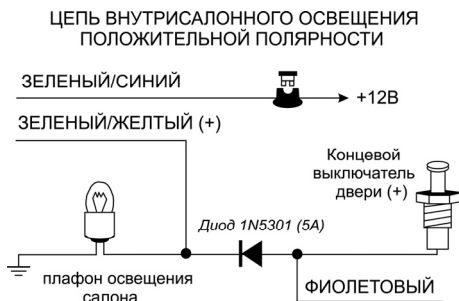 ЦЕПЬ ВНУТРИСАЛОННОГО ОСВЕЩЕНИЯ
ПОЛОЖИТЕЛЬНОЙ ПОЛЯРНОСТИ
ЗЕЛЕНЫЙ/СИНИЙ
+12В
ЗЕЛЕНЫЙ/ЖЕЛТЫЙ (+)
Концевой
выключатель
двери (+)
Диод 1N5301 (5А)
плафон освещения
салона
ФИОЛЕТОВЫЙ